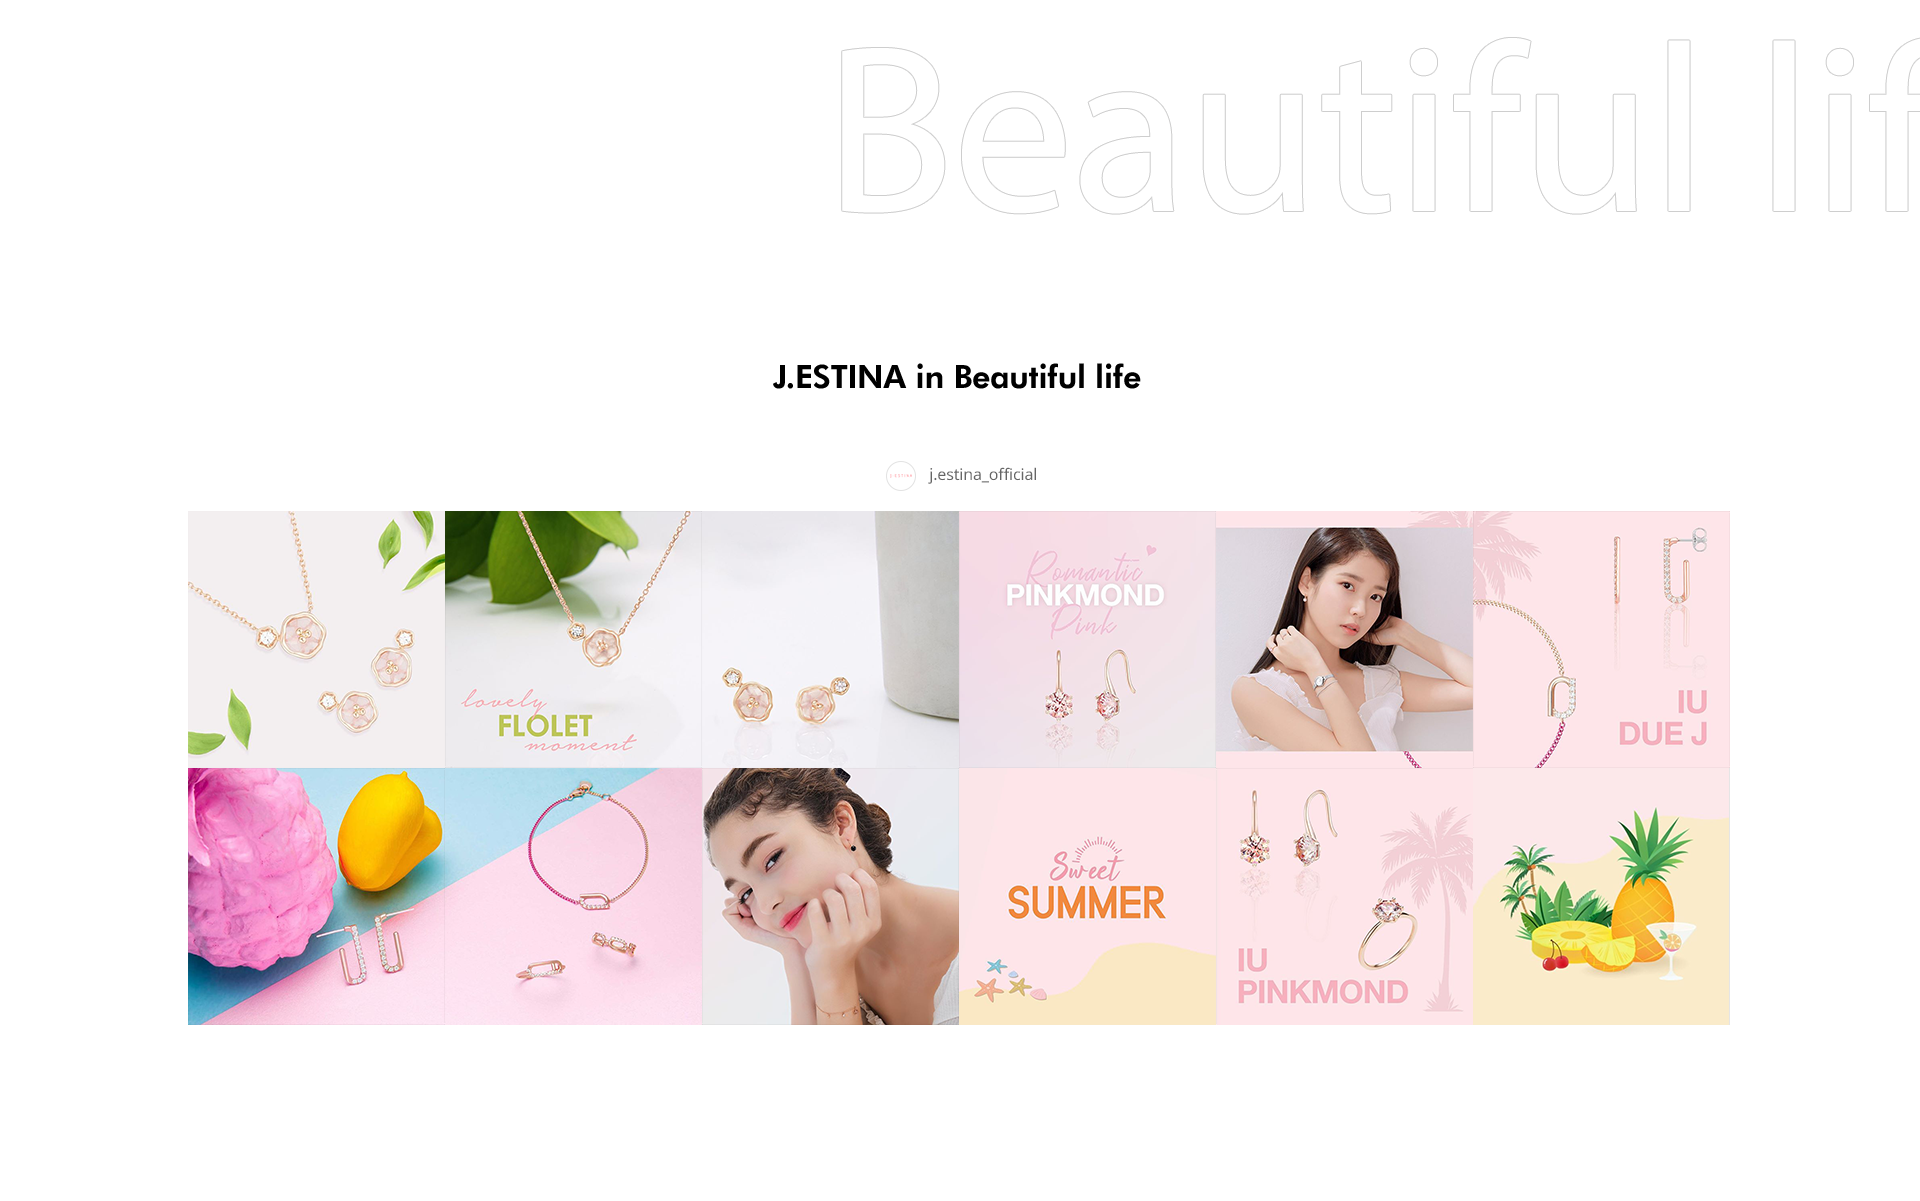 Beautiful lif
J.ESTINA in Beautiful life
J.ESTINA
j.estina_official
lovely
FLOLET
moment
Romantic
PINKMOND
Pink
IU
DUE J
Sweet
SUMMER
IU
PINKMOND